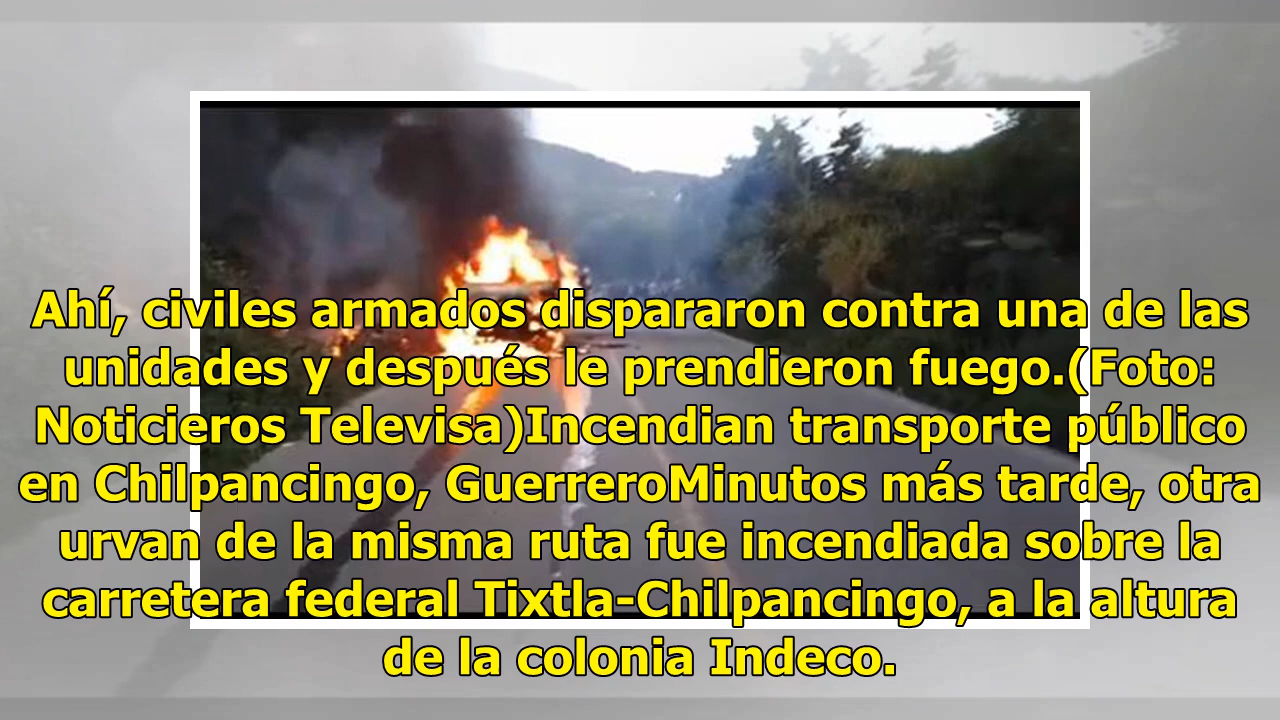 Ahí, civiles armados dispararon contra una de las
unidades y después le prendieron fuego.(Foto:
Noticieros Televisa)Incendian transporte público
en Chilpancingo, GuerreroMinutos más tarde, otra
urvan de la misma ruta fue incendiada sobre la
carretera federal Tixtla-Chilpancingo, a la altura
de la colonia Indeco.